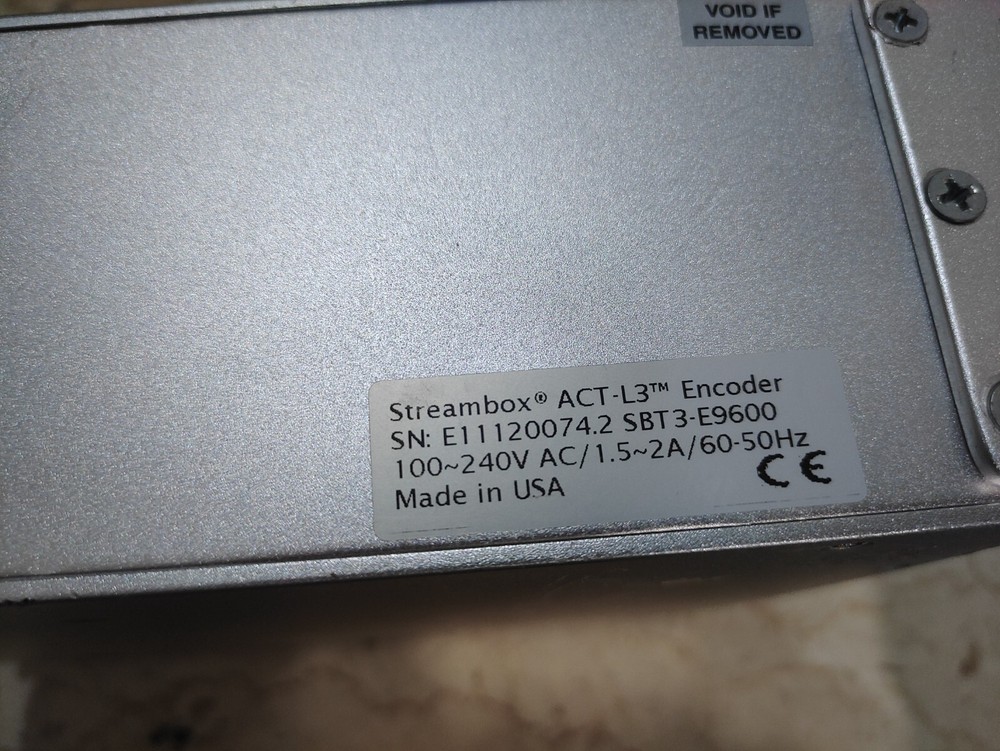 VOID IF
REMOVED
Streambox® ACT-L3™ Encoder
SN: E11120074.2 SBT3-E9600
100~240V AC/1.5~2A/60-50Hz
Made in USA
CE